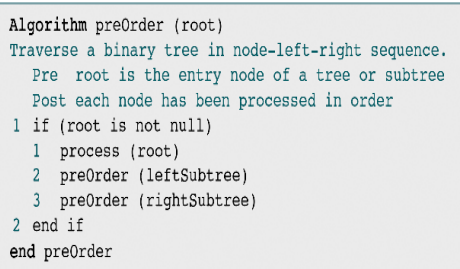 Algorithm preOrder (root)
Traverse a binary tree in node-left-right sequence.
Pre root is the entry node of a tree or subtree
Post each node has been processed in order
1 if (root is not null)
1 process (root)
2 preOrder (leftSubtree)
3 preOrder (rightSubtree)
2 end if
end preOrder